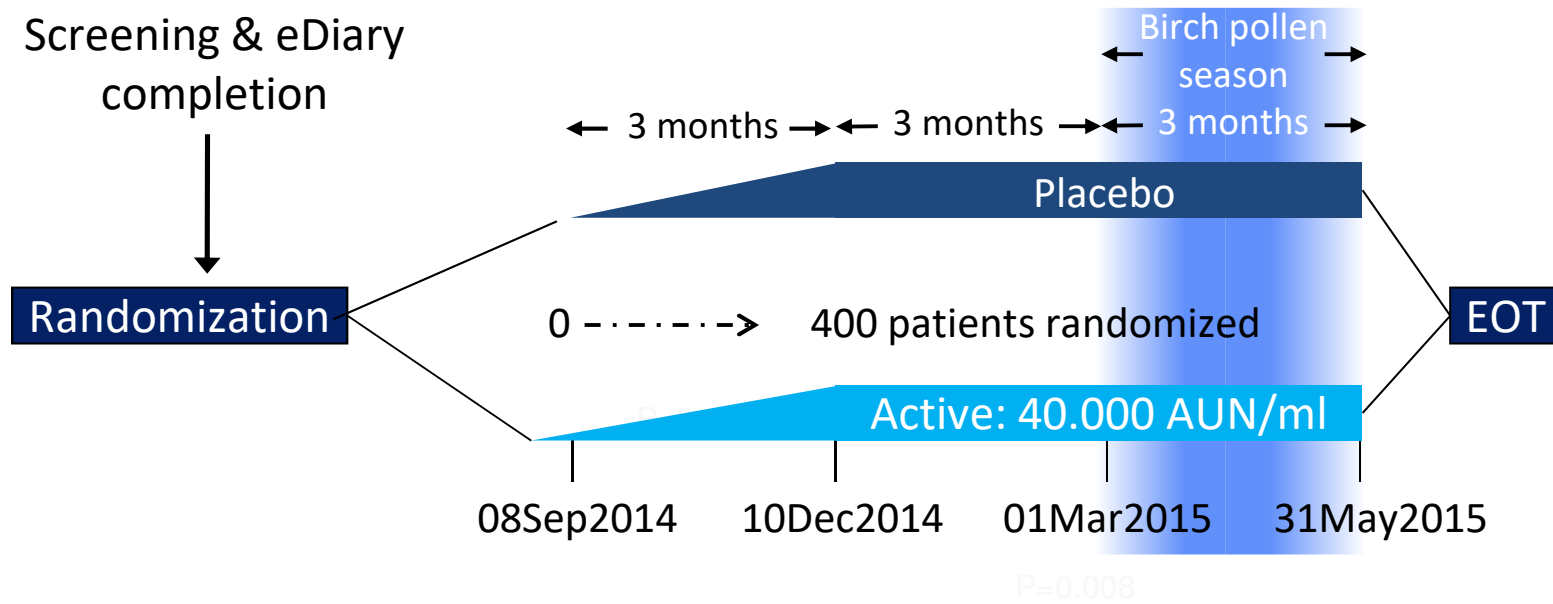 Screening & eDiary
completion
Birch pollen
season
3 months
3 months
3 months
Placebo
Randomization
0
400 patients randomized
EOT
Active: 40.000 AUN/ml
08Sep2014
10Dec2014
01Mar2015
31May2015
P=0.008